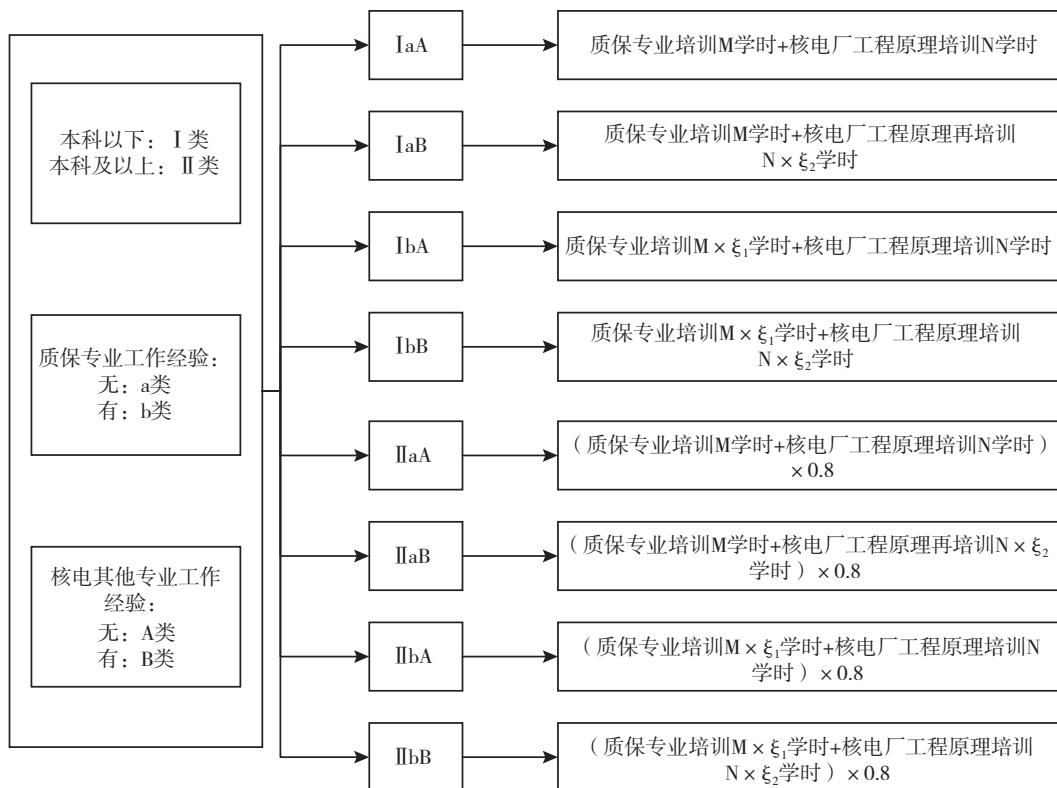 本科以下：Ⅰ类
本科及以上：Ⅱ类
质保专业工作经验：
无：a类
有：b类
核电其他专业工作
经验：
无：A类
有：B类
ⅠaA
质保专业培训M学时+核电厂工程原理培训N学时
ⅠaB
质保专业培训M学时+核电厂工程原理再培训
N×ξ₂学时
ⅠbA
质保专业培训M×ξ₁学时+核电厂工程原理培训N学时
ⅠbB
质保专业培训M×ξ₁学时+核电厂工程原理培训
N×ξ₂学时
ⅡaA
（质保专业培训M学时+核电厂工程原理培训N学时）
×0.8
ⅡaB
（质保专业培训M学时+核电厂工程原理再培训N×ξ₂
学时）×0.8
ⅡbA
（质保专业培训M×ξ₁学时+核电厂工程原理培训N
学时）×0.8
ⅡbB
（质保专业培训M×ξ₁学时+核电厂工程原理培训
N×ξ₂学时）×0.8